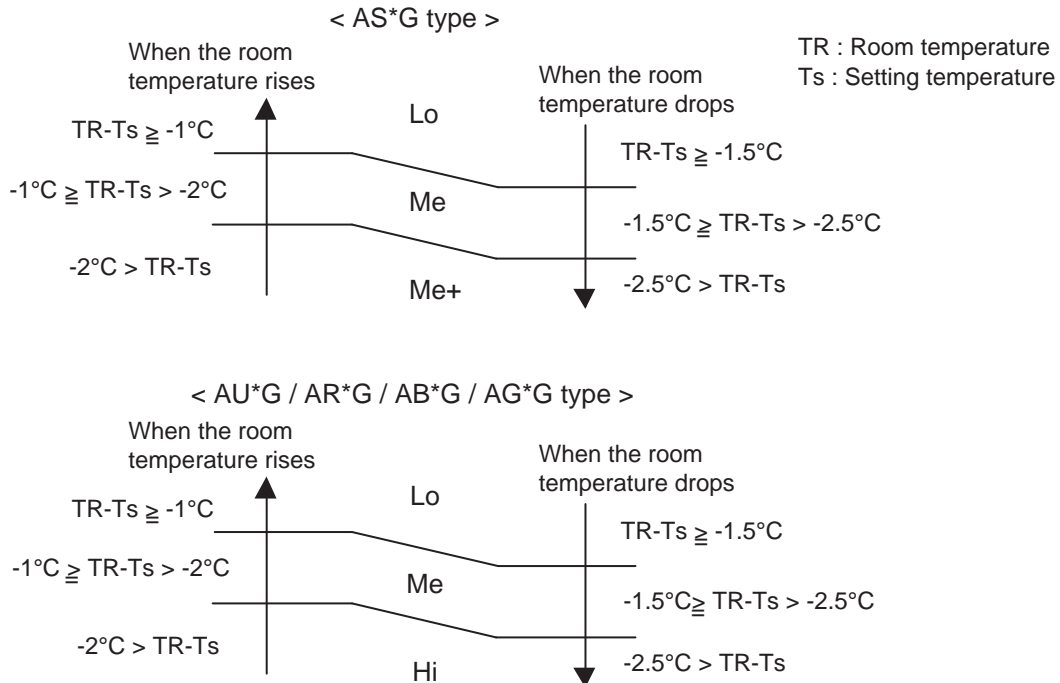 < AS*G type >
TR : Room temperature
Ts : Setting temperature
When the room
temperature rises
When the room
temperature drops
Lo
TR-Ts ≧ -1°C
TR-Ts ≧ -1.5°C
-1°C ≧ TR-Ts > -2°C
Me
-1.5°C ≧ TR-Ts > -2.5°C
-2°C > TR-Ts
Me+
-2.5°C > TR-Ts
< AU*G / AR*G / AB*G / AG*G type >
When the room
temperature rises
When the room
temperature drops
Lo
TR-Ts ≧ -1°C
TR-Ts ≧ -1.5°C
-1°C ≧ TR-Ts > -2°C
Me
-1.5°C≧ TR-Ts > -2.5°C
-2°C > TR-Ts
Hi
-2.5°C > TR-Ts